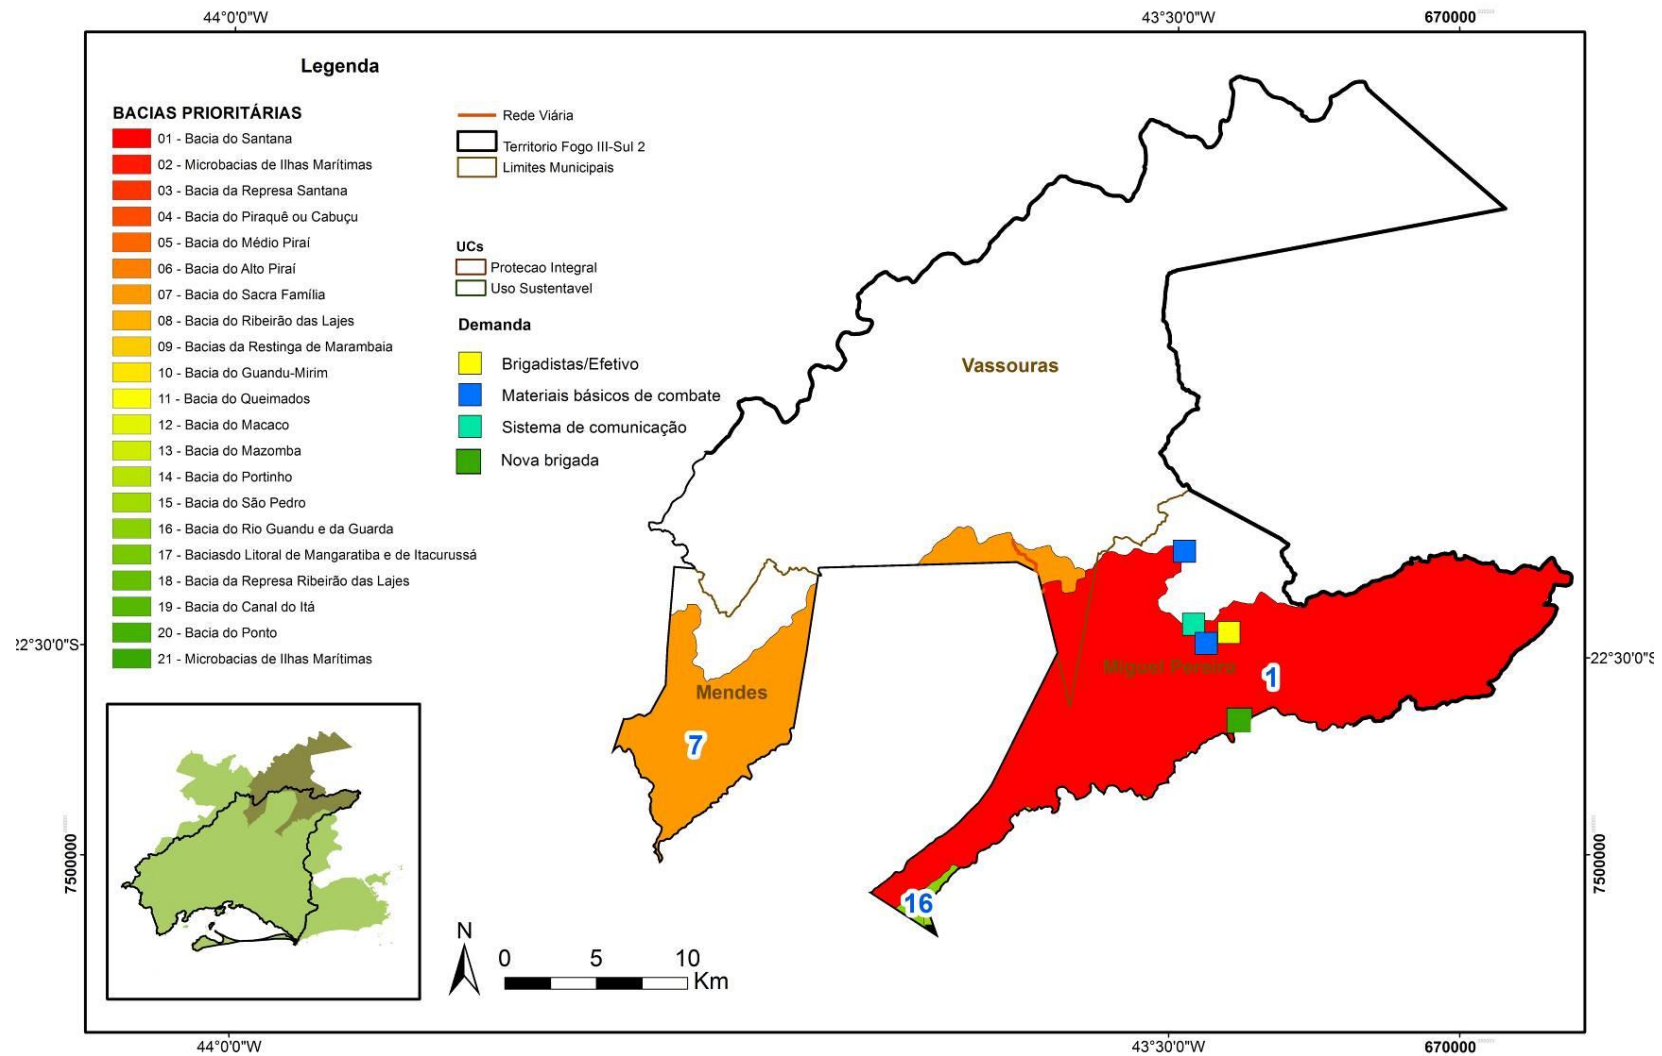 44°0'0"W
43°30'0"W
670000
Legenda
BACIAS PRIORITÁRIAS
01 - Bacia do Santana
02 - Microbacias de Ilhas Marítimas
03 - Bacia da Represa Santana
04 - Bacia do Piraquê ou Cabuçu
05 - Bacia do Médio Piraí
06 - Bacia do Alto Piraí
07 - Bacia do Sacra Família
08 - Bacia do Ribeirão das Lajes
09 - Bacias da Restinga de Marambaia
10 - Bacia do Guandu-Mirim
11 - Bacia do Queimados
12 - Bacia do Macaco
13 - Bacia do Mazomba
14 - Bacia do Portinho
15 - Bacia do São Pedro
16 - Bacia do Rio Guandu e da Guarda
17 - Baciasdo Litoral de Mangaratiba e de Itacurussá
18 - Bacia da Represa Ribeirão das Lajes
19 - Bacia do Canal do Itá
20 - Bacia do Ponto
21 - Microbacias de Ilhas Marítimas
Rede Viária
Territorio Fogo III-Sul 2
Limites Municipais
UCs
Protecao Integral
Uso Sustentavel
Demanda
Brigadistas/Efetivo
Materiais básicos de combate
Sistema de comunicação
Nova brigada
Vassouras
Miguel Pereira
Mendes
1
7
16
22°30'0"S
22°30'0"S
7500000
7500000
N
0 5 10
Km
44°0'0"W
43°30'0"W
670000